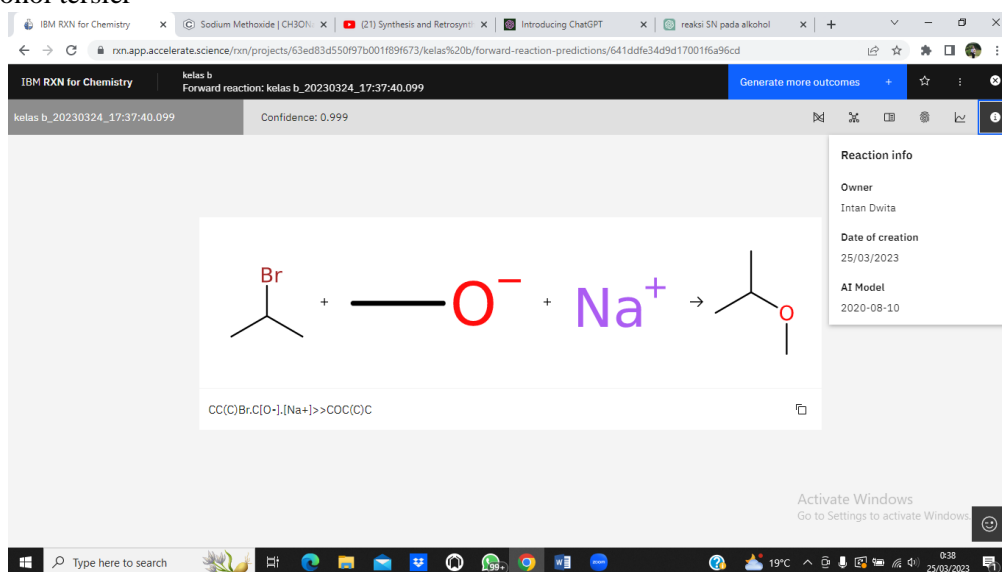 ohol tersier
IBM RXN for Chemistry
Sodium Methoxide | CH3ON
(21) Synthesis and Retrosynt
Introducing ChatGPT
reaksi SN pada alkohol
rxn.app.accelerate.science/rxn/projects/63ed83d550f97b001f89f673/kelas%20b/forward-reaction-predictions/641ddfe34d9d17001f6a96cd
IBM RXN for Chemistry
kelas b
Forward reaction: kelas b_20230324_17:37:40.099
Generate more outcomes +
kelas b_20230324_17:37:40.099
Confidence: 0.999
Reaction info
Owner
Intan Dwita
Date of creation
25/03/2023
AI Model
2020-08-10
Br
+
O−
+
Na+
→
O
CC(C)Br.C[O-].[Na+]>>COC(C)C
Activate Windows
Go to Settings to activate Windows.
Type here to search
99+
zoom
19°C
0:38
25/03/2023